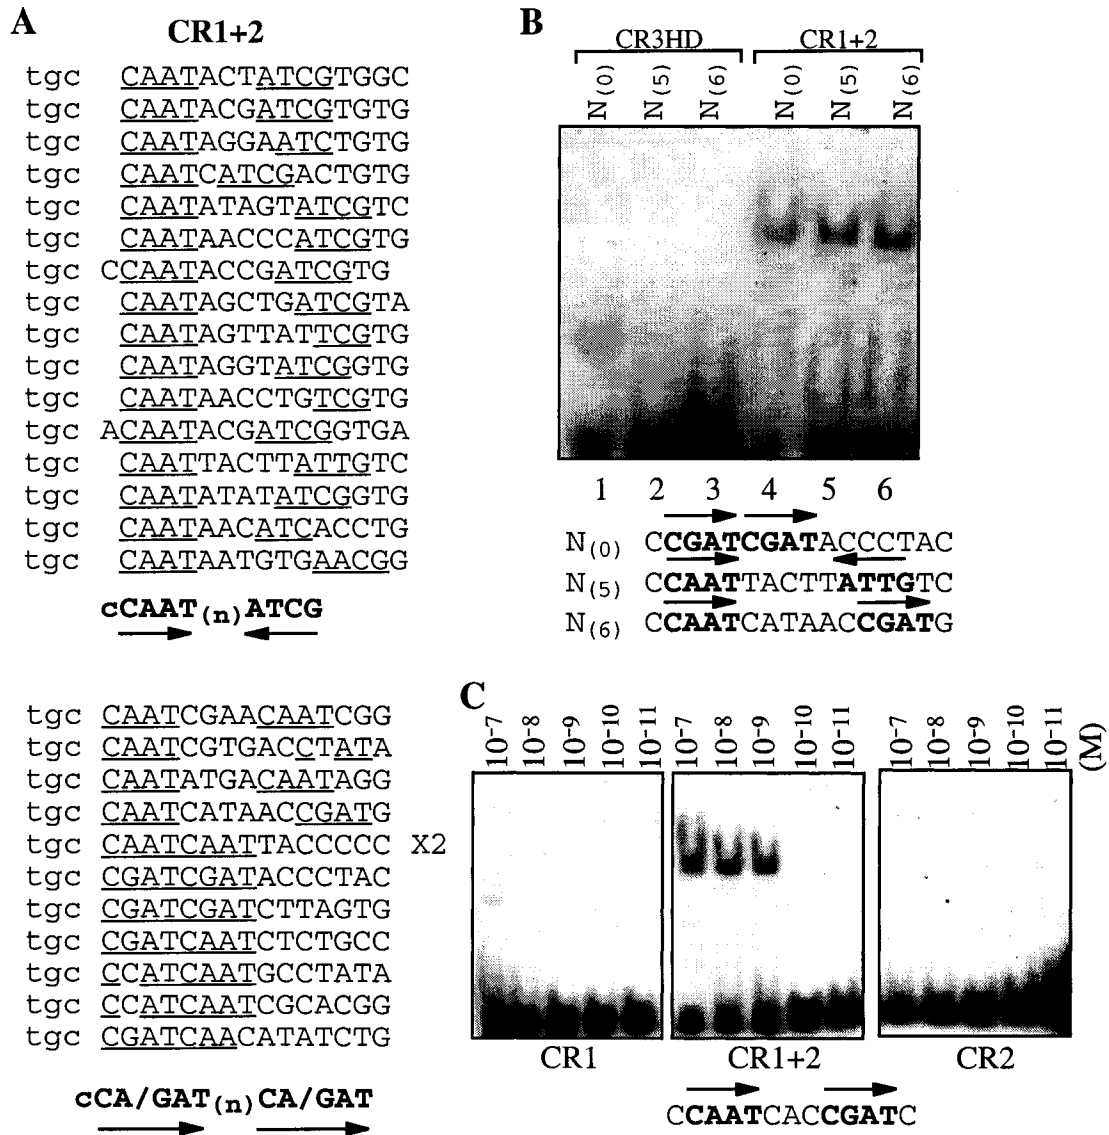 A
CR1+2
tgc CAATACTATCGTGGC
tgc CAATACGATCGTGTG
tgc CAATAGGAATCTGTG
tgc CAATCATCGACTGTG
tgc CAATATAGTATCGTC
tgc CAATAACCCATCGTG
tgc CCAATACCGATCGTG
tgc CAATAGCTGATCGTA
tgc CAATAGTTATTCGTG
tgc CAATAGGTATCGGTG
tgc CAATAACCTGTCGTG
tgc ACAATACGATCGGTGA
tgc CAATTACTTATTGTC
tgc CAATATATATCGGTG
tgc CAATAACATCACCTG
tgc CAATAATGTGAACGG
cCAAT(n)ATCG
tgc CAATCGAACAATCGG
tgc CAATCGTGACCTATA
tgc CAATATGACAATAGG
tgc CAATCATAACCGATG
tgc CAATCAATTACCCCC X2
tgc CGATCGATACCCTAC
tgc CGATCGATCTTAGTG
tgc CGATCAATCTCTGCC
tgc CCATCAATGCCTATA
tgc CCATCAATCGCACGG
tgc CGATCAACATATCTG
cCA/GAT(n)CA/GAT
B
CR3HD CR1+2
N(0) N(5) N(6) N(0) N(5) N(6)
1 2 3 4 5 6
N(0) CCGATCGATACCCTAC
N(5) CCAATTACTTATTGTC
N(6) CCAATCATAACCGATG
C
10-7 10-8 10-9 10-10 10-11 10-7 10-8 10-9 10-10 10-11 10-7 10-8 10-9 10-10 10-11 (M)
CR1 CR1+2 CR2
CCAATCACCGATC